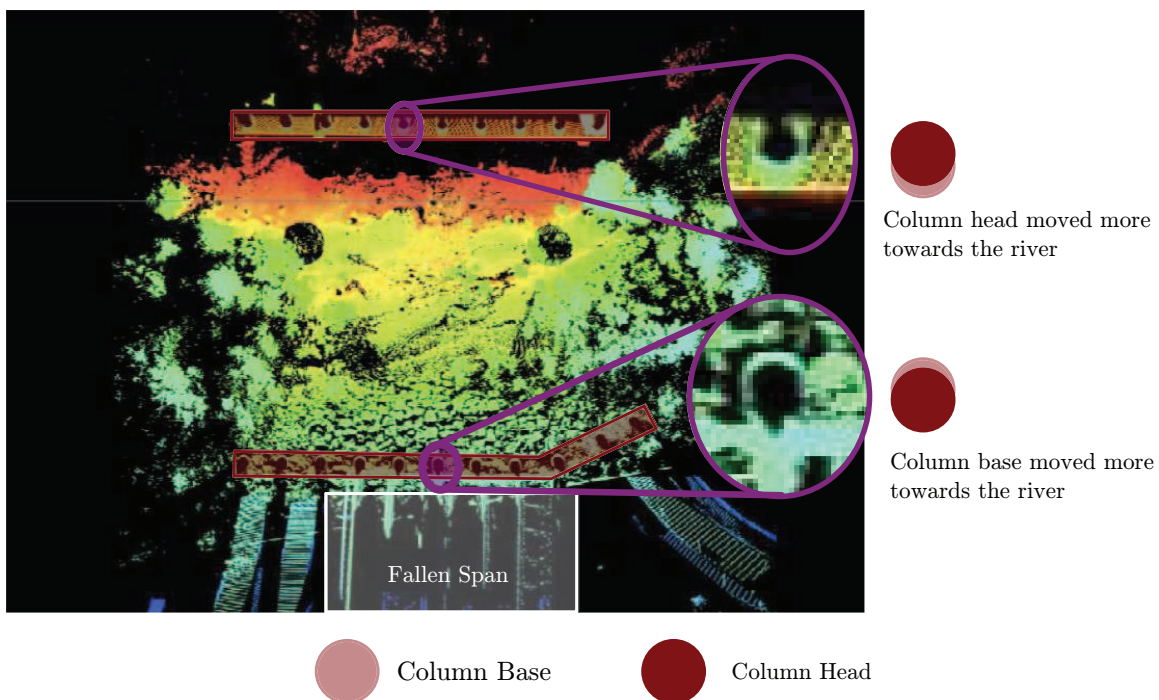 Column head moved more
towards the river
Column base moved more
towards the river
Fallen Span
Column Base
Column Head